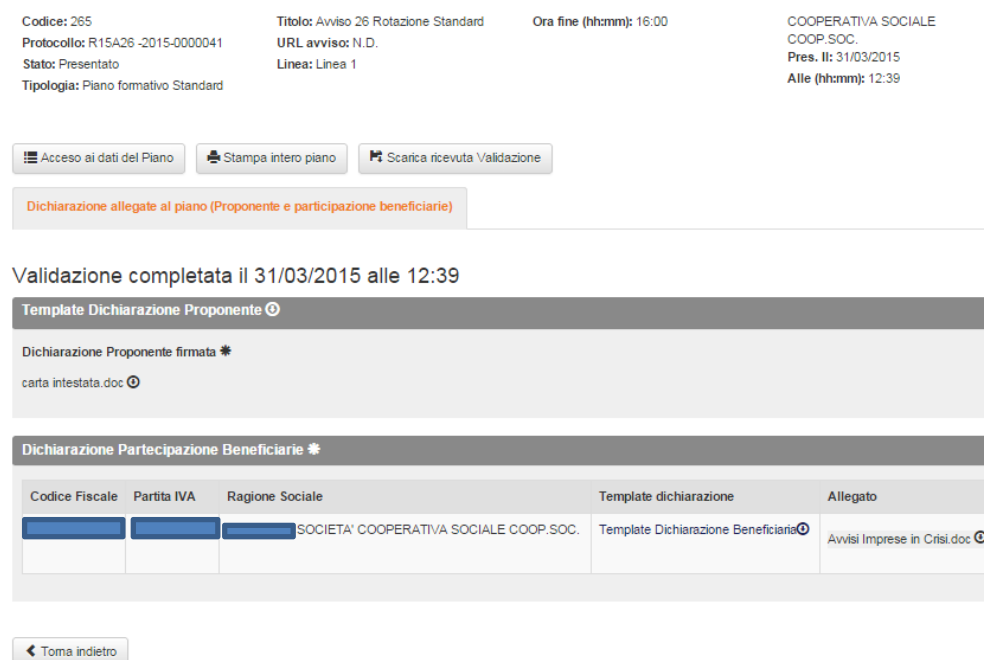 Codice: 265
Protocollo: R15A26 -2015-0000041
Stato: Presentato
Tipologia: Piano formativo Standard
Titolo: Avviso 26 Rotazione Standard
URL avviso: N.D.
Linea: Linea 1
Ora fine (hh:mm): 16:00
COOPERATIVA SOCIALE
COOP.SOC.
Pres. Il: 31/03/2015
Alle (hh:mm): 12:39
Acceso ai dati del Piano
Stampa intero piano
Scarica ricevuta Validazione
Dichiarazione allegate al piano (Proponente e participazione beneficiarie)
Validazione completata il 31/03/2015 alle 12:39
Template Dichiarazione Proponente
Dichiarazione Proponente firmata *
carta intestata.doc
Dichiarazione Partecipazione Beneficiarie *
Codice Fiscale Partita IVA Ragione Sociale Template dichiarazione Allegato
SOCIETA' COOPERATIVA SOCIALE COOP.SOC. Template Dichiarazione Beneficiaria Avvisi Imprese in Crisi.doc
Torna indietro